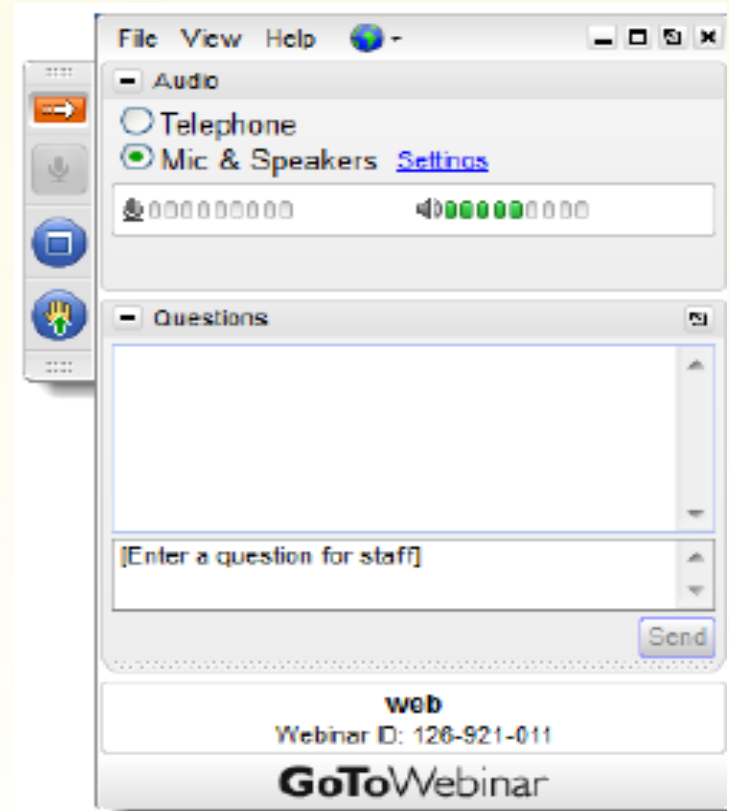 File View Help
Audio
Telephone
Mic & Speakers Settings
Questions
[Enter a question for staff]
Send
web
Webinar ID: 126-921-011
GoToWebinar